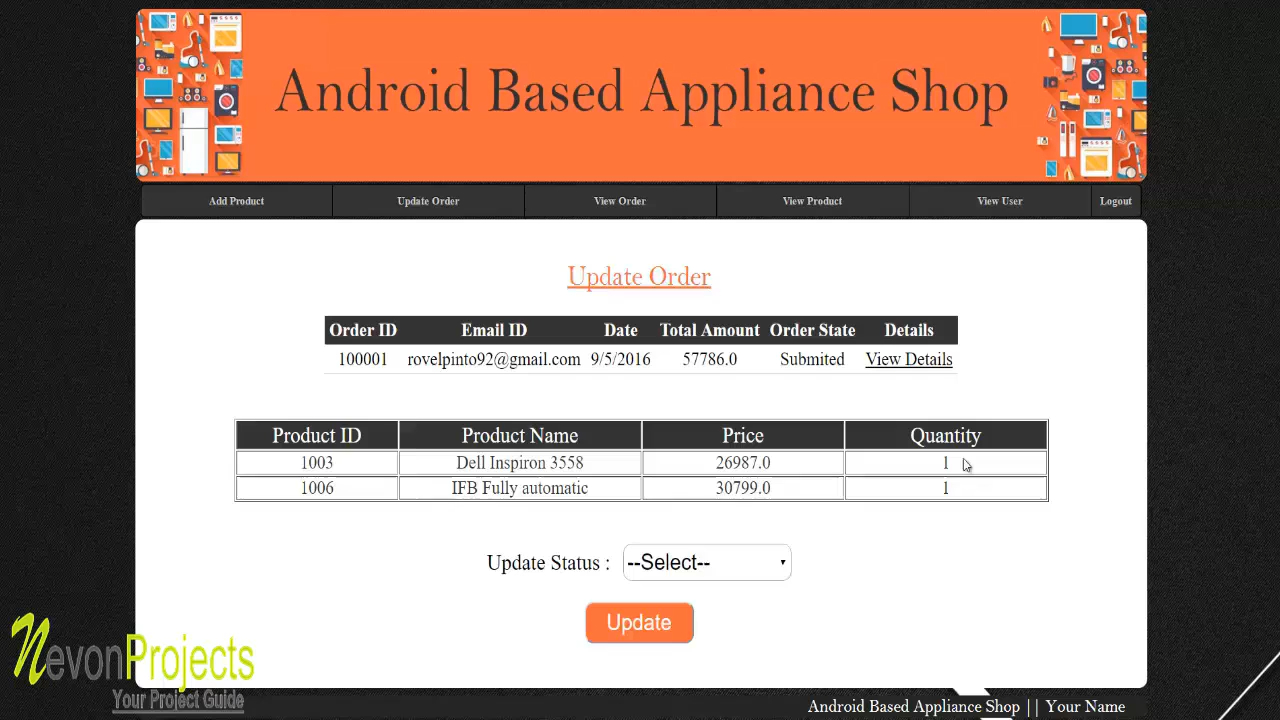 Android Based Appliance Shop
Add Product Update Order View Order View Product View User Logout
Update Order
Order ID Email ID Date Total Amount Order State Details
100001 rovelpinto92@gmail.com 9/5/2016 57786.0 Submited View Details
Product ID Product Name Price Quantity
1003 Dell Inspiron 3558 26987.0 1
1006 IFB Fully automatic 30799.0 1
Update Status : --Select--
Update
NevonProjects
Your Project Guide
Android Based Appliance Shop || Your Name